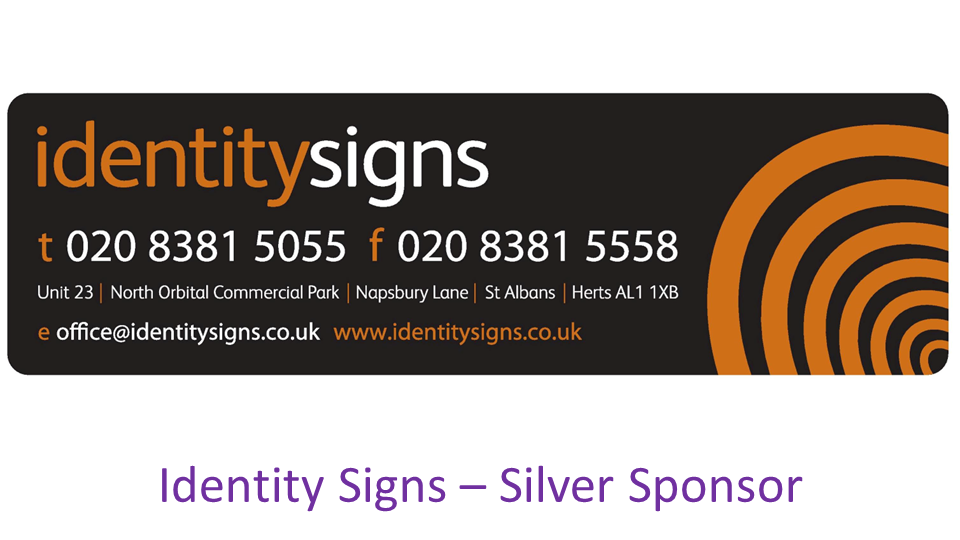 identitysigns
t 020 8381 5055 f 020 8381 5558
Unit 23 | North Orbital Commercial Park | Napsbury Lane | St Albans | Herts AL1 1XB
e office@identitysigns.co.uk www.identitysigns.co.uk
Identity Signs – Silver Sponsor